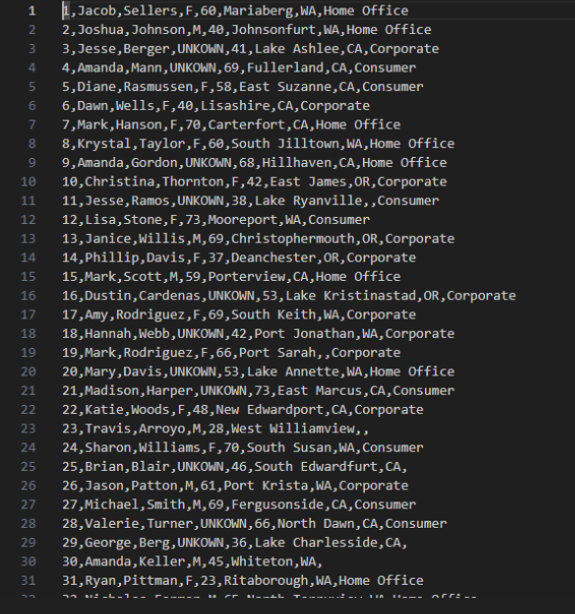 1 1,Jacob,Sellers,F,60,Mariaberg,WA,Home Office
2 2,Joshua,Johnson,M,40,Johnsonfurt,WA,Home Office
3 3,Jesse,Berger,UNKOWN,41,Lake Ashlee,CA,Corporate
4 4,Amanda,Mann,UNKOWN,69,Fullerland,CA,Consumer
5 5,Diane,Rasmussen,F,58,East Suzanne,CA,Consumer
6 6,Dawn,Wells,F,40,Lisashire,CA,Corporate
7 7,Mark,Hanson,F,70,Carterfort,CA,Home Office
8 8,Krystal,Taylor,F,60,South Jilltown,WA,Home Office
9 9,Amanda,Gordon,UNKOWN,68,Hillhaven,CA,Home Office
10 10,Christina,Thornton,F,42,East James,OR,Corporate
11 11,Jesse,Ramos,UNKOWN,38,Lake Ryanville,,Consumer
12 12,Lisa,Stone,F,73,Mooreport,WA,Consumer
13 13,Janice,Willis,M,69,Christophermouth,OR,Corporate
14 14,Phillip,Davis,F,37,Deanchester,OR,Corporate
15 15,Mark,Scott,M,59,Porterview,CA,Home Office
16 16,Dustin,Cardenas,UNKOWN,53,Lake Kristinastad,OR,Corporate
17 17,Amy,Rodriguez,F,69,South Keith,WA,Corporate
18 18,Hannah,Webb,UNKOWN,42,Port Jonathan,WA,Corporate
19 19,Mark,Rodriguez,F,66,Port Sarah,,Corporate
20 20,Mary,Davis,UNKOWN,53,Lake Annette,WA,Home Office
21 21,Madison,Harper,UNKOWN,73,East Marcus,CA,Consumer
22 22,Katie,Woods,F,48,New Edwardport,CA,Corporate
23 23,Travis,Arroyo,M,28,West Williamview,,
24 24,Sharon,Williams,F,70,South Susan,WA,Consumer
25 25,Brian,Blair,UNKOWN,46,South Edwardfurt,CA,
26 26,Jason,Patton,M,61,Port Krista,WA,Corporate
27 27,Michael,Smith,M,69,Fergusonside,CA,Consumer
28 28,Valerie,Turner,UNKOWN,66,North Dawn,CA,Consumer
29 29,George,Berg,UNKOWN,36,Lake Charlesside,CA,
30 30,Amanda,Keller,M,45,Whiteton,WA,
31 31,Ryan,Pittman,F,23,Ritaborough,WA,Home Office